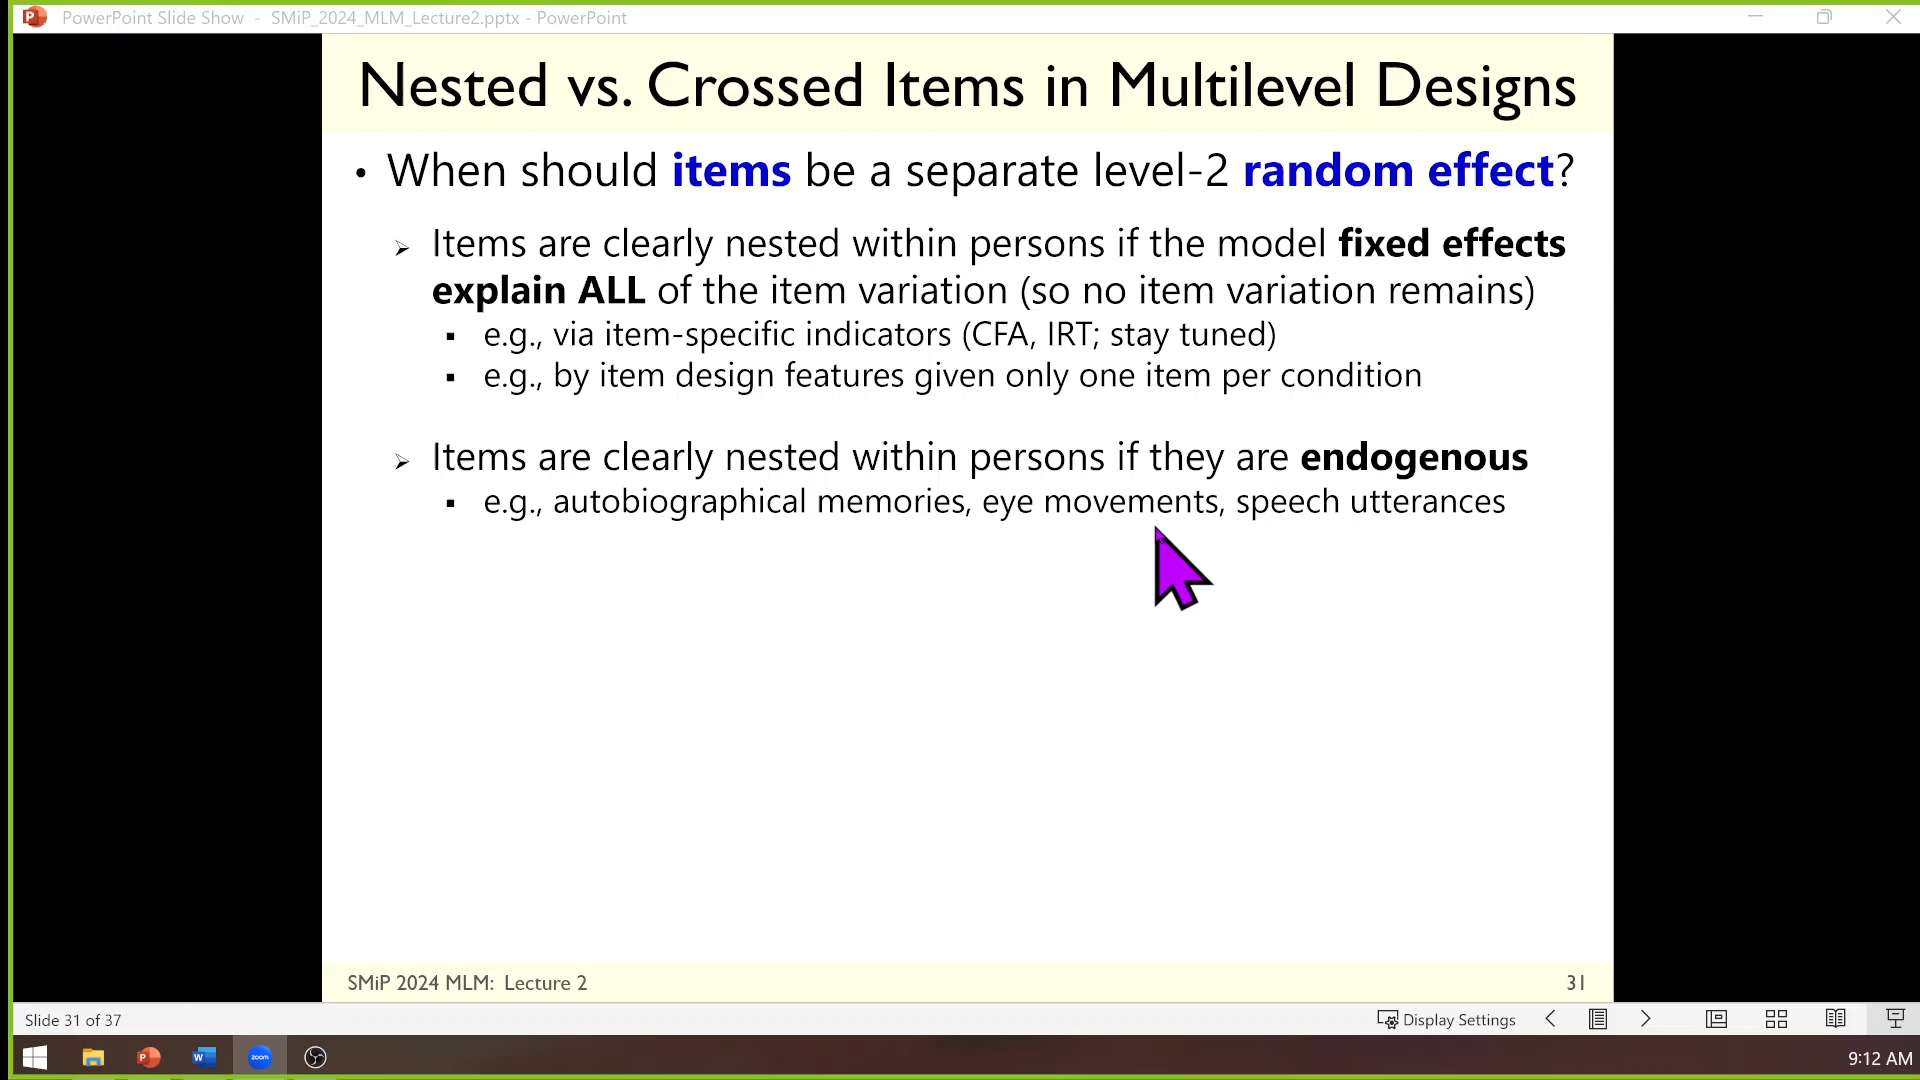 PowerPoint Slide Show - SMiP_2024_MLM_Lecture2.pptx - PowerPoint
Nested vs. Crossed Items in Multilevel Designs
• When should items be a separate level-2 random effect?
➢ Items are clearly nested within persons if the model fixed effects
explain ALL of the item variation (so no item variation remains)
▪ e.g., via item-specific indicators (CFA, IRT; stay tuned)
▪ e.g., by item design features given only one item per condition
➢ Items are clearly nested within persons if they are endogenous
▪ e.g., autobiographical memories, eye movements, speech utterances
SMiP 2024 MLM: Lecture 2
31
Slide 31 of 37
Display Settings
zoom
9:12 AM